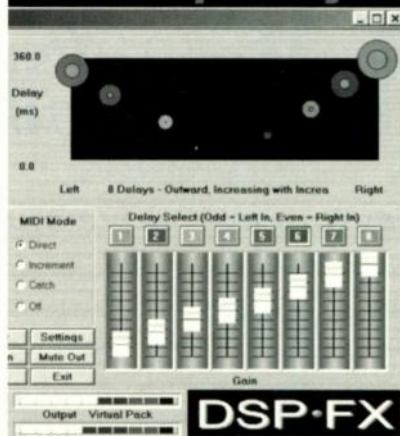 360.0
Delay
(ms)
0.0
Left 8 Delays - Outward, Increasing with Increa Right
MIDI Mode
Direct
Increment
Catch
Off
Delay Select (Odd = Left In, Even = Right In)
1 2 3 4 5 6 7 8
Settings
Mute Out
Exit
Gain
Output Virtual Pack
DSP•FX